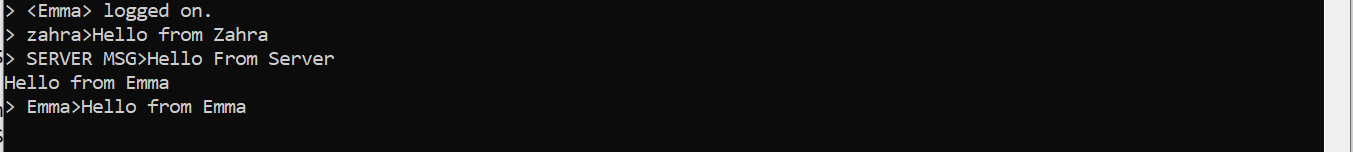 > <Emma> logged on.
> zahra>Hello from Zahra
> SERVER MSG>Hello From Server
Hello from Emma
> Emma>Hello from Emma